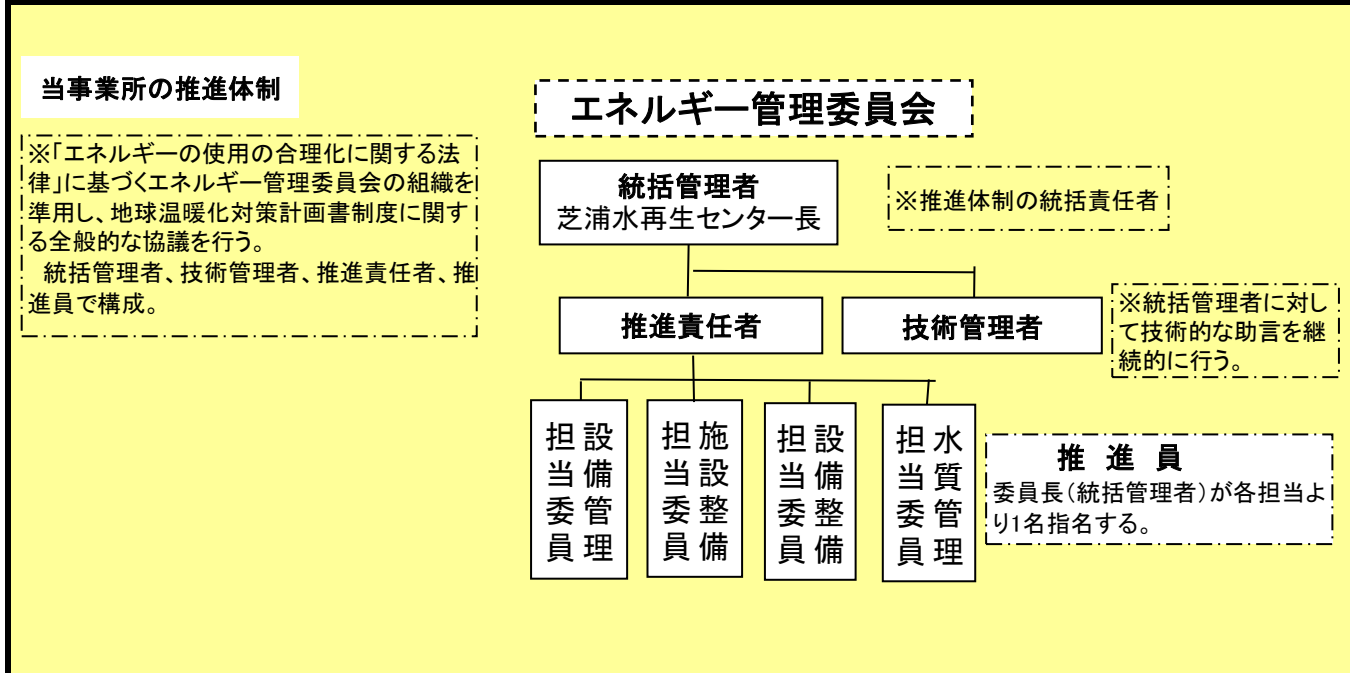 当事業所の推進体制
※「エネルギーの使用の合理化に関する法
律」に基づくエネルギー管理委員会の組織を
準用し、地球温暖化対策計画書制度に関す
る全般的な協議を行う。
統括管理者、技術管理者、推進責任者、推
進員で構成。
エネルギー管理委員会
統括管理者
芝浦水再生センター長
※推進体制の統括責任者
推進責任者
技術管理者
※統括管理者に対し
て技術的な助言を継
続的に行う。
設備管理
担当委員
施設整備
担当委員
設備整備
担当委員
水質管理
担当委員
推 進 員
委員長(統括管理者)が各担当よ
り1名指名する。